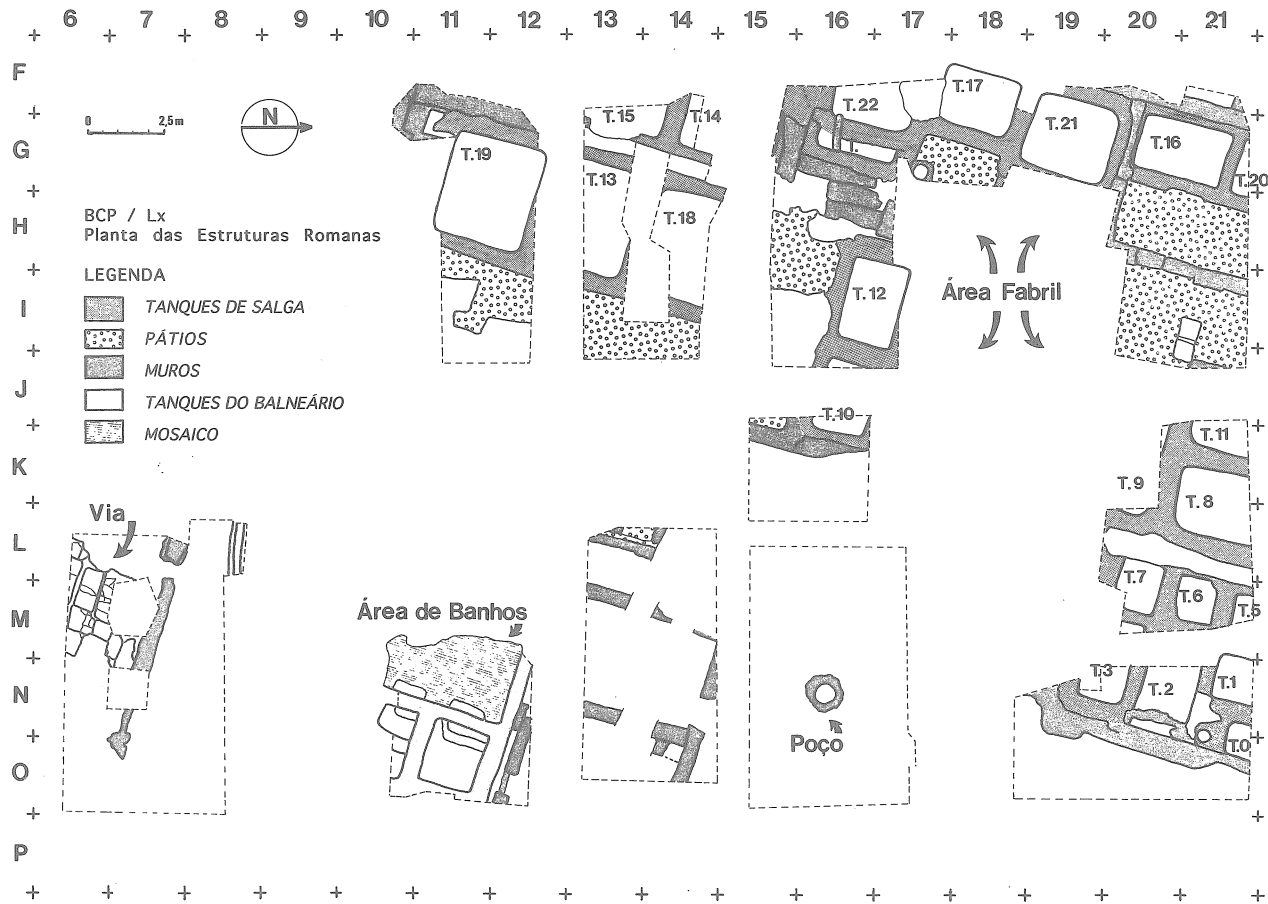 6 7 8 9 10 11 12 13 14 15 16 17 18 19 20 21
F
G
H
I
J
K
L
M
N
O
P
0 2,5m
N
BCP / Lx
Planta das Estruturas Romanas
LEGENDA
TANQUES DE SALGA
PÁTIOS
MUROS
TANQUES DO BALNEÁRIO
MOSAICO
T.19
T.15
T.14
T.13
T.18
T.22
T.17
T.21
T.16
T.20
T.12
Área Fabril
T.10
T.11
T.9
T.8
T.7
T.6
T.5
T.3
T.2
T.1
T.0
Via
Área de Banhos
Poço